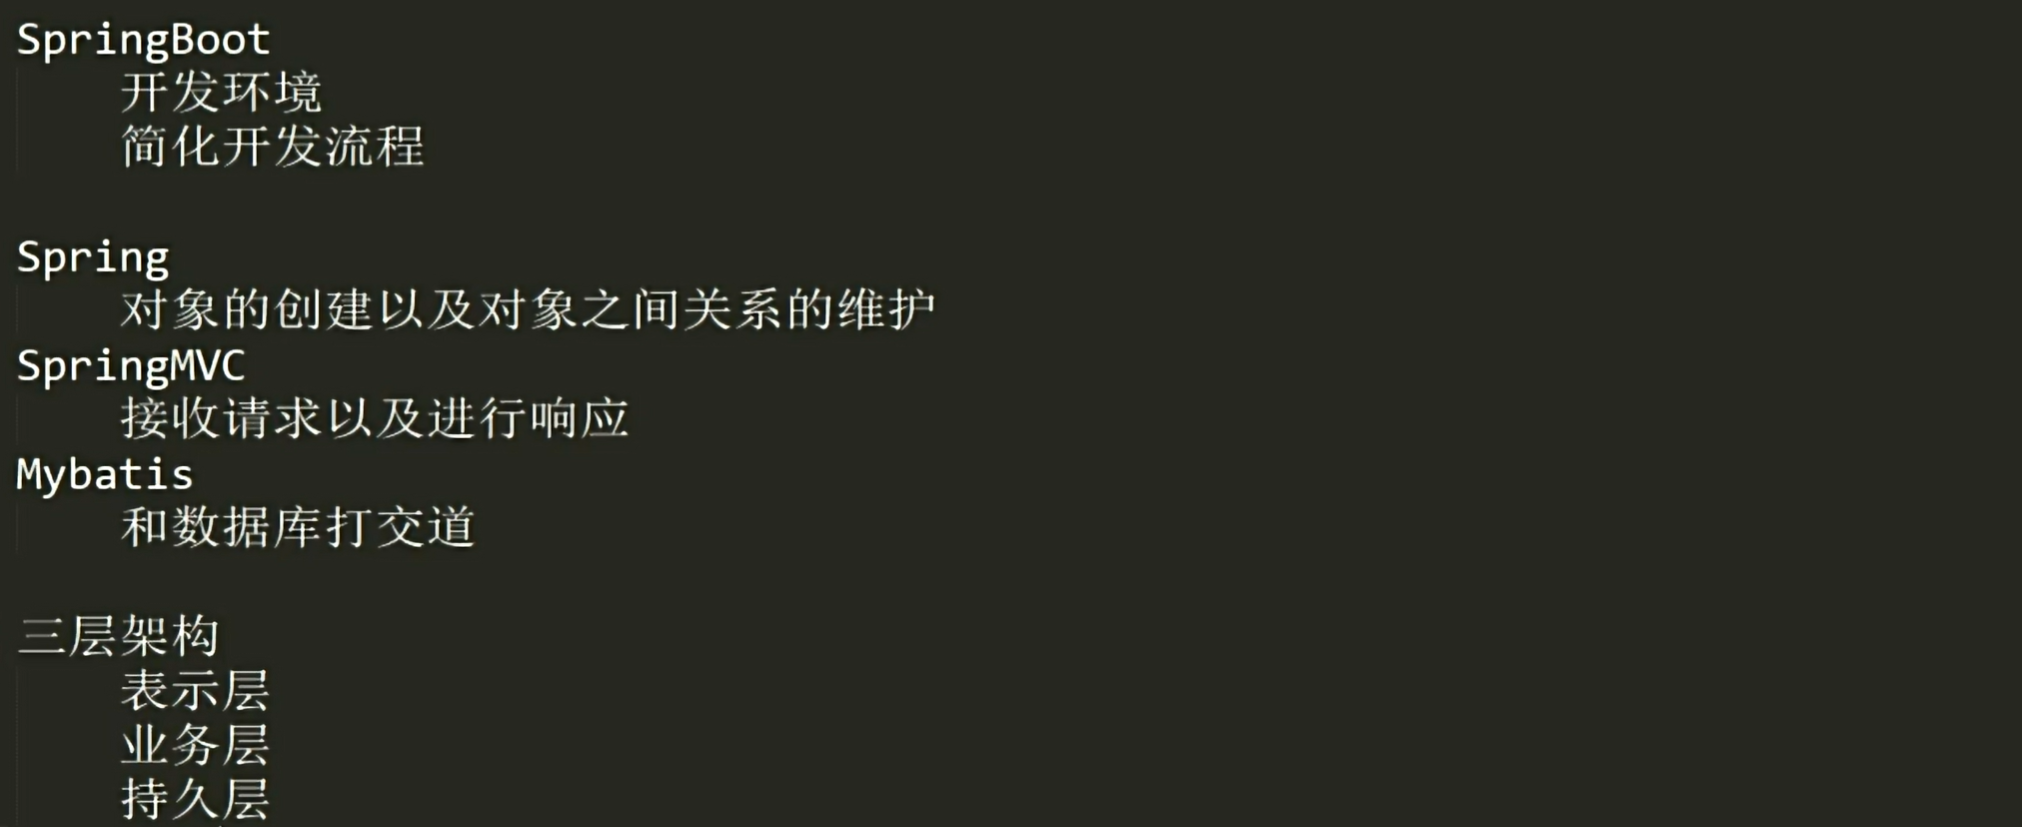 SpringBoot
开发环境
简化开发流程
Spring
对象的创建以及对象之间关系的维护
SpringMVC
接收请求以及进行响应
Mybatis
和数据库打交道
三层架构
表示层
业务层
持久层